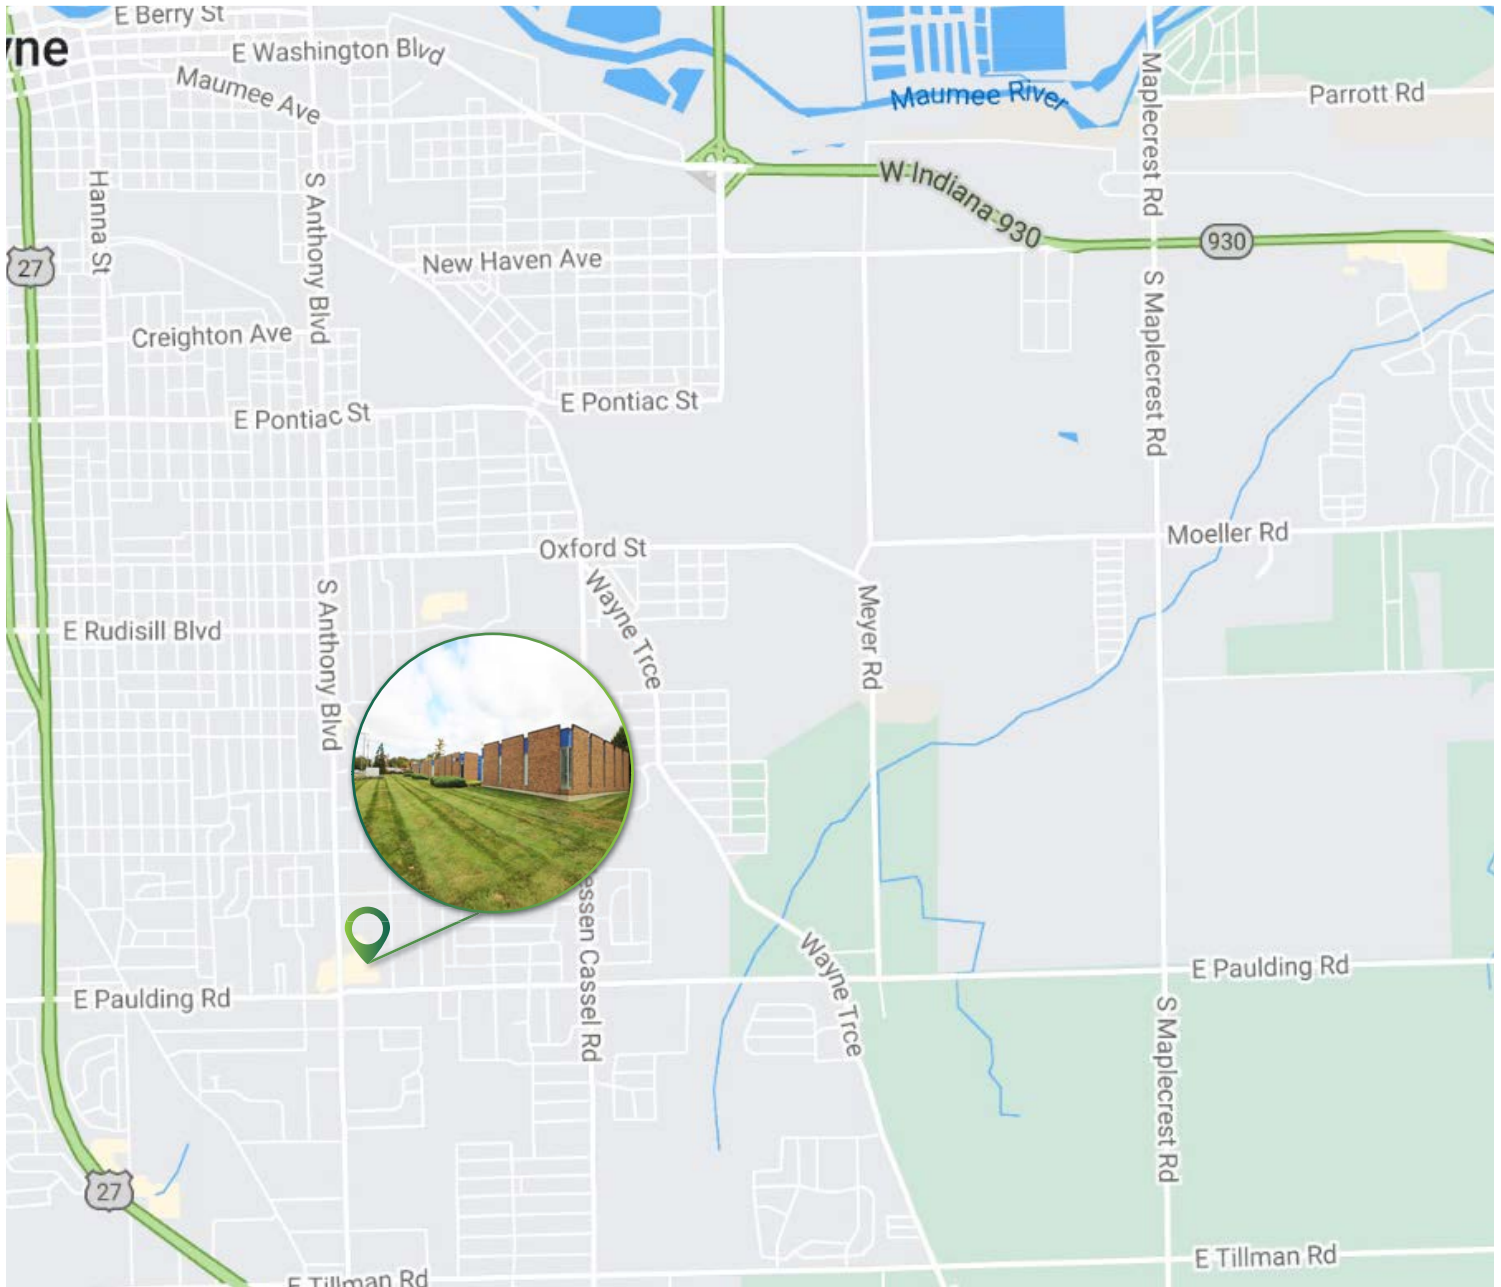 E Berry St
yne
E Washington Blvd
Maumee Ave
Maumee River
Maplecrest Rd
Parrott Rd
Hanna St
S Anthony Blvd
W Indiana 930
930
27
New Haven Ave
S Maplecrest Rd
Creighton Ave
E Pontiac St
E Pontiac St
Moeller Rd
Oxford St
S Anthony Blvd
Wayne Trce
Meyer Rd
E Rudisill Blvd
essen Cassel Rd
Wayne Trce
E Paulding Rd
E Paulding Rd
S Maplecrest Rd
27
E Tillman Rd
E Tillman Rd